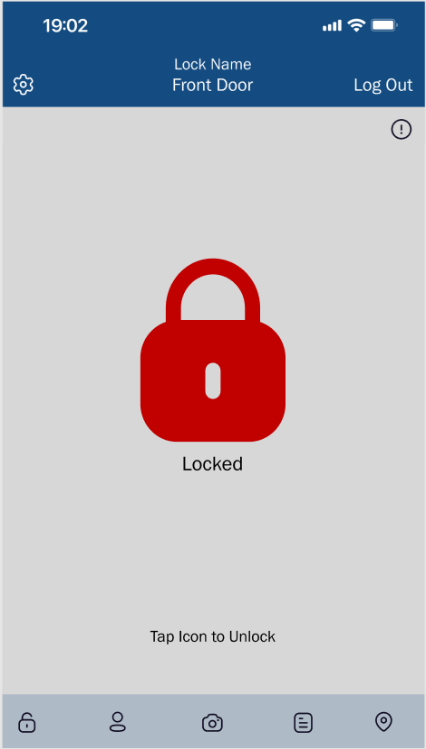 19:02
Lock Name
Front Door
Log Out
Locked
Tap Icon to Unlock